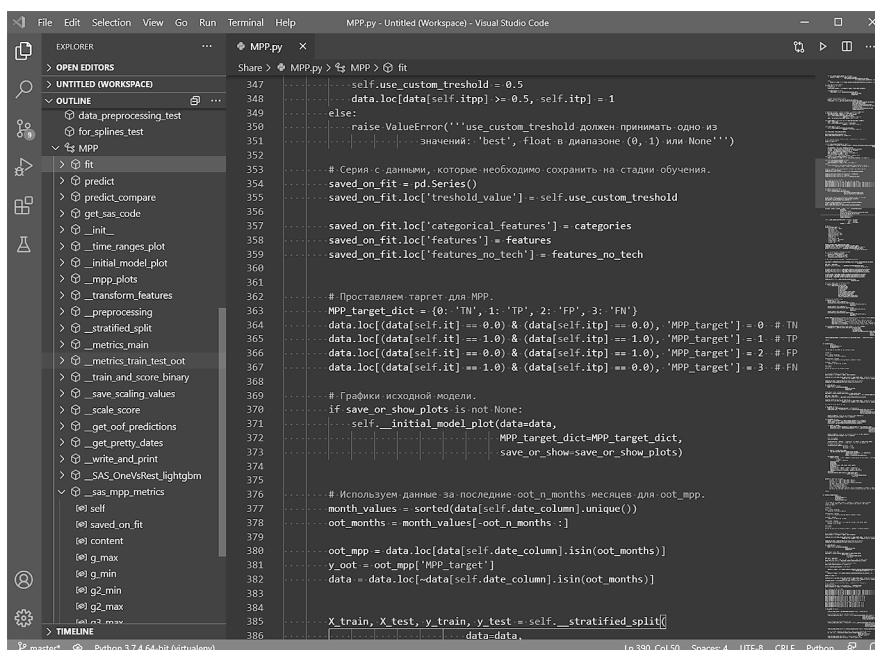 File Edit Selection View Go Run Terminal Help MPP.py - Untitled (Workspace) - Visual Studio Code
EXPLORER ···
OPEN EDITORS
UNTITLED (WORKSPACE)
OUTLINE
data_preprocessing_test
for_splines_test
MPP
fit
predict
predict_compare
get_sas_code
__init__
__time_ranges_plot
__initial_model_plot
__mpp_plots
__transform_features
__preprocessing
__stratified_split
__metrics_main
__metrics_train_test_oot
__train_and_score_binary
__save_scaling_values
__scale_score
__get_oof_predictions
__get_pretty_dates
__write_and_print
__SAS_OneVsRest_lightgbm
__sas_mpp_metrics
self
saved_on_fit
content
g_max
g_min
g2_min
g2_max
g3_max
TIMELINE
9
MPP.py ×
Share > MPP.py > MPP > fit
347 self.use_custom_treshold = 0.5
348 data.loc[data[self.itpp] >= 0.5, self.itp] = 1
349 else:
350 raise ValueError('''use_custom_treshold должен принимать одно из
351 значений: 'best', float в диапазоне (0, 1) или None''')
352
353 # Серия с данными, которые необходимо сохранить на стадии обучения.
354 saved_on_fit = pd.Series()
355 saved_on_fit.loc['treshold_value'] = self.use_custom_treshold
356
357 saved_on_fit.loc['categorical_features'] = categories
358 saved_on_fit.loc['features'] = features
359 saved_on_fit.loc['features_no_tech'] = features_no_tech
360
361
362 # Проставляем таргет для MPP.
363 MPP_target_dict = {0: 'TN', 1: 'TP', 2: 'FP', 3: 'FN'}
364 data.loc[(data[self.it] == 0.0) & (data[self.itp] == 0.0), 'MPP_target'] = 0 # TN
365 data.loc[(data[self.it] == 1.0) & (data[self.itp] == 1.0), 'MPP_target'] = 1 # TP
366 data.loc[(data[self.it] == 0.0) & (data[self.itp] == 1.0), 'MPP_target'] = 2 # FP
367 data.loc[(data[self.it] == 1.0) & (data[self.itp] == 0.0), 'MPP_target'] = 3 # FN
368
369 # Графики исходной модели.
370 if save_or_show_plots is not None:
371 self.__initial_model_plot(data=data,
372 MPP_target_dict=MPP_target_dict,
373 save_or_show=save_or_show_plots)
374
375
376 # Используем данные за последние oot_n_months месяцев для oot_mpp.
377 month_values = sorted(data[self.date_column].unique())
378 oot_months = month_values[-oot_n_months :]
379
380 oot_mpp = data.loc[data[self.date_column].isin(oot_months)]
381 y_oot = oot_mpp['MPP_target']
382 data = data.loc[~data[self.date_column].isin(oot_months)]
383
384
385 X_train, X_test, y_train, y_test = self.__stratified_split(
386 data=data,
master* Python 3.7.4 64-bit (virtualenv) Ln 390, Col 50 Spaces: 4 UTF-8 CRLF Python